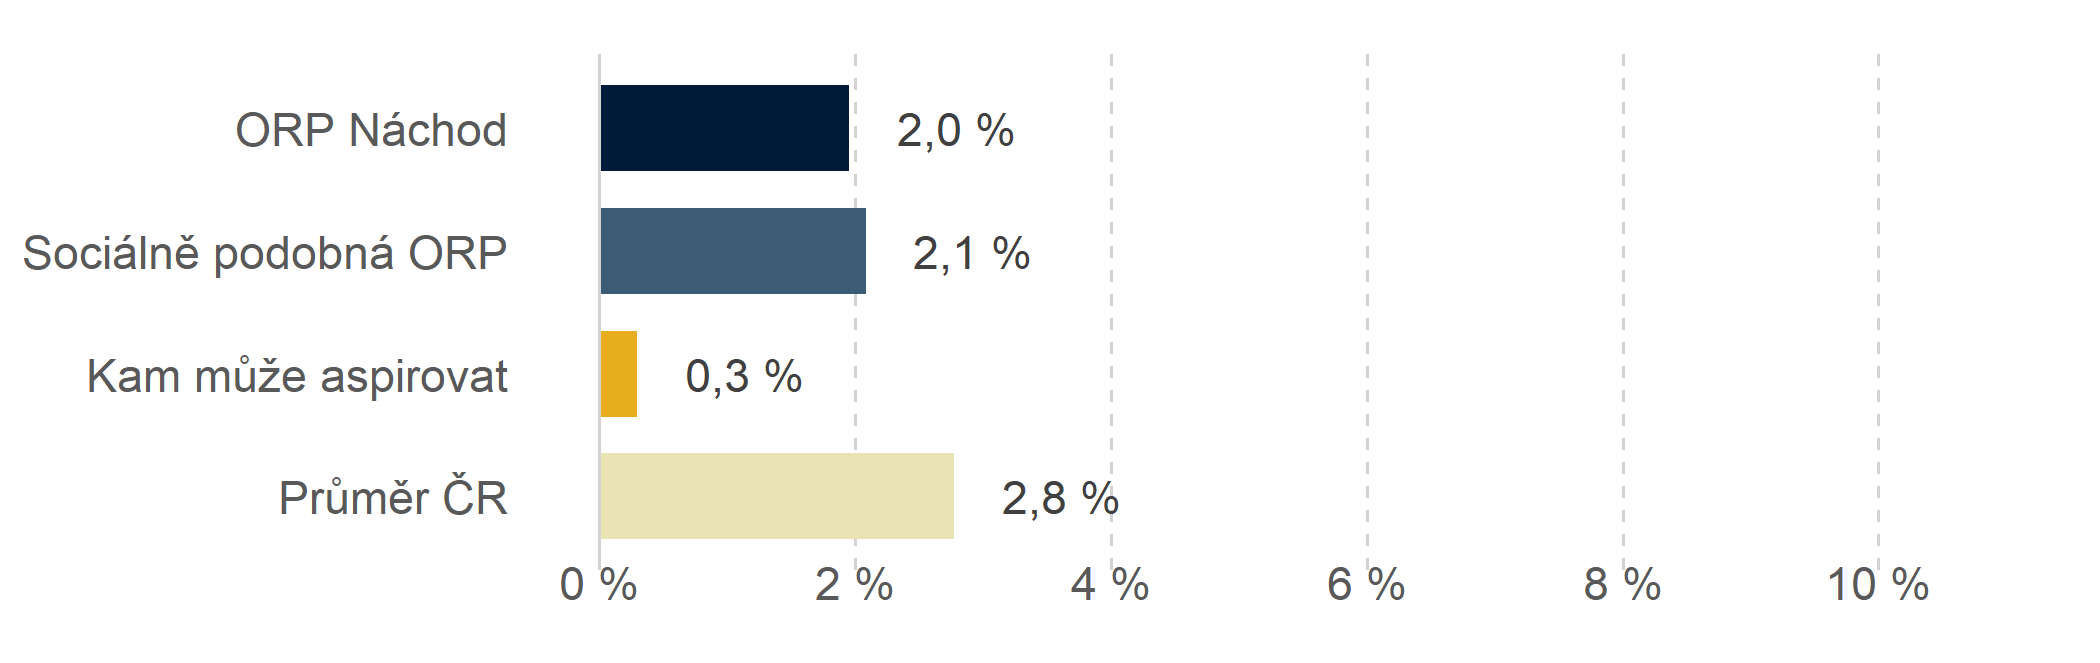 ORP Náchod 2,0 %
Sociálně podobná ORP 2,1 %
Kam může aspirovat 0,3 %
Průměr ČR 2,8 %
0 % 2 % 4 % 6 % 8 % 10 %